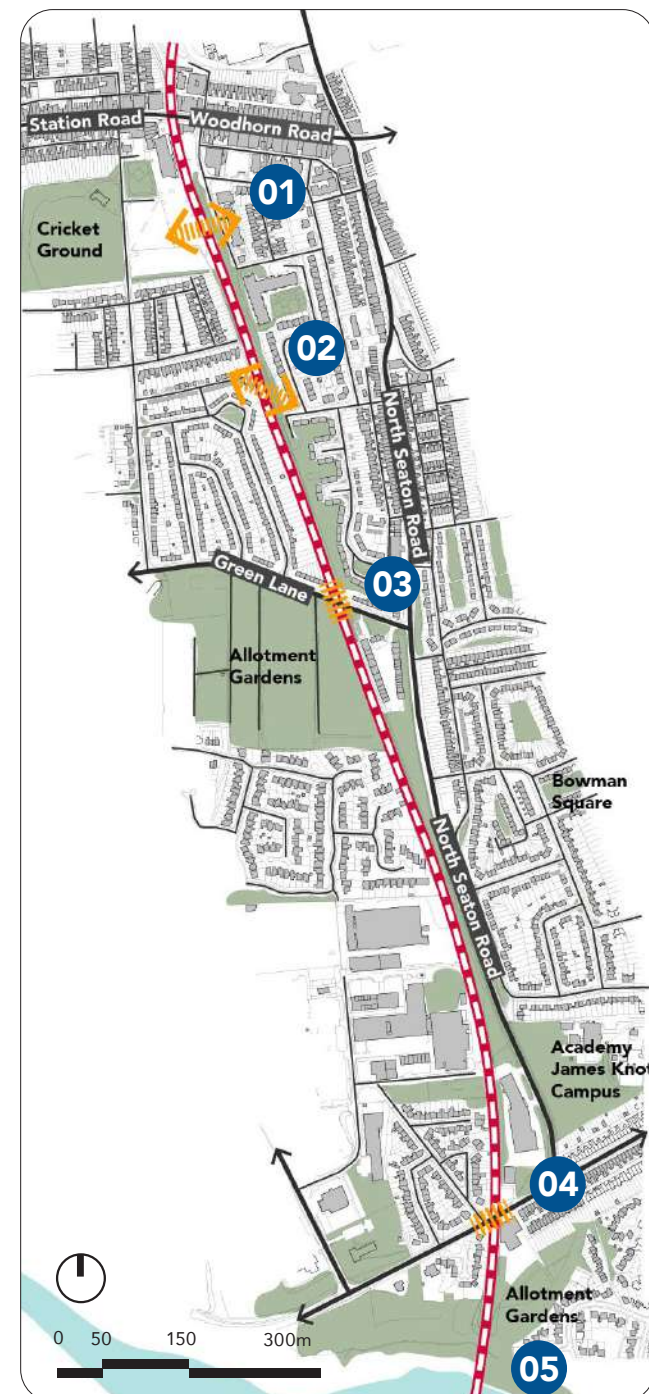 Station Road
Woodhorn Road
01
Cricket
Ground
02
North Seaton Road
03
Green Lane
Allotment
Gardens
Bowman
Square
North Seaton Road
Academy
James Knot
Campus
04
Allotment
Gardens
0 50 150 300m
05